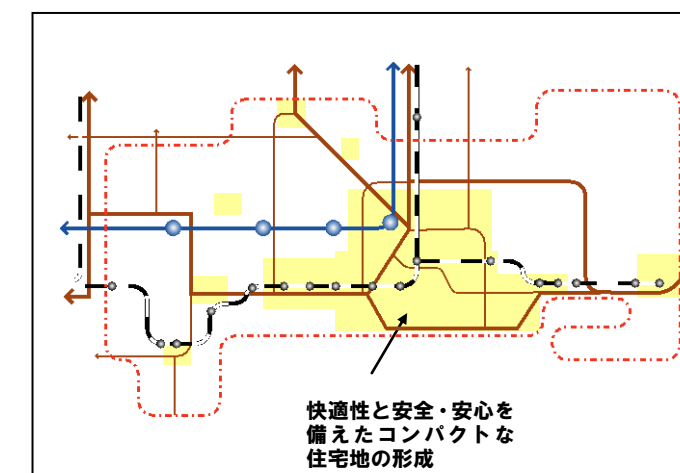 快適性と安全・安心を
備えたコンパクトな
住宅地の形成